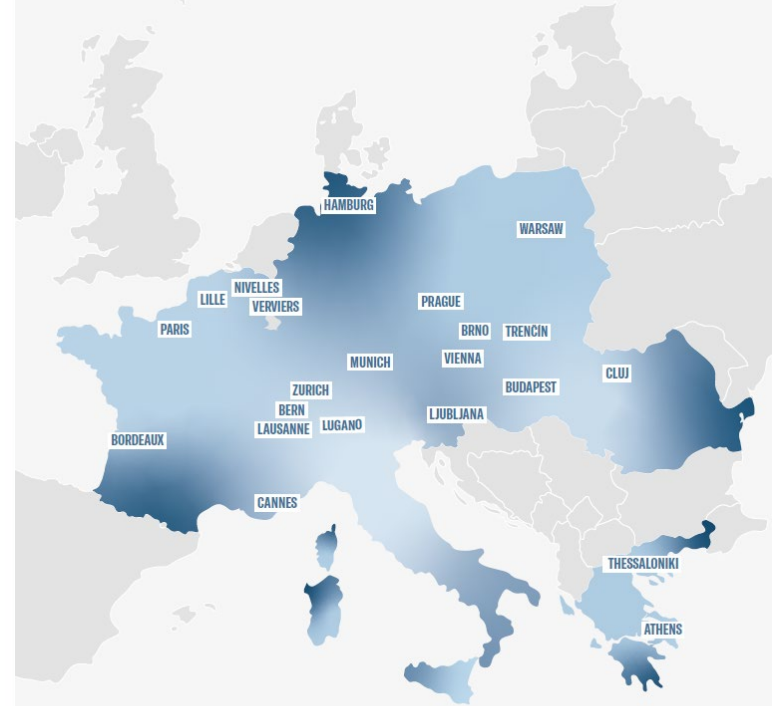 HAMBURG
WARSAW
NIVELLES
LILLE
VERVIERS
PRAGUE
PARIS
BRNO
TRENČÍN
MUNICH
VIENNA
CLUJ
ZURICH
BUDAPEST
BERN
LJUBLJANA
LAUSANNE
LUGANO
BORDEAUX
CANNES
THESSALONIKI
ATHENS